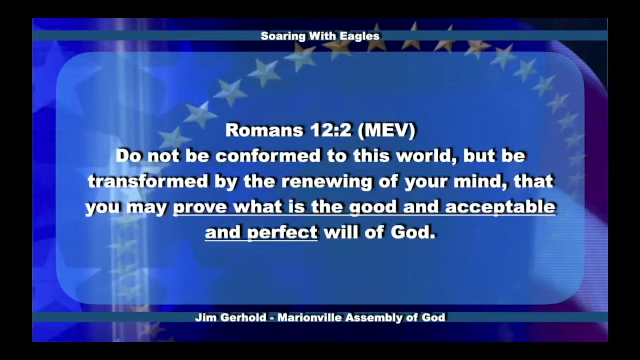 Soaring With Eagles
Romans 12:2 (MEV)
Do not be conformed to this world, but be
transformed by the renewing of your mind, that
you may prove what is the good and acceptable
and perfect will of God.
Jim Gerhold - Marionville Assembly of God